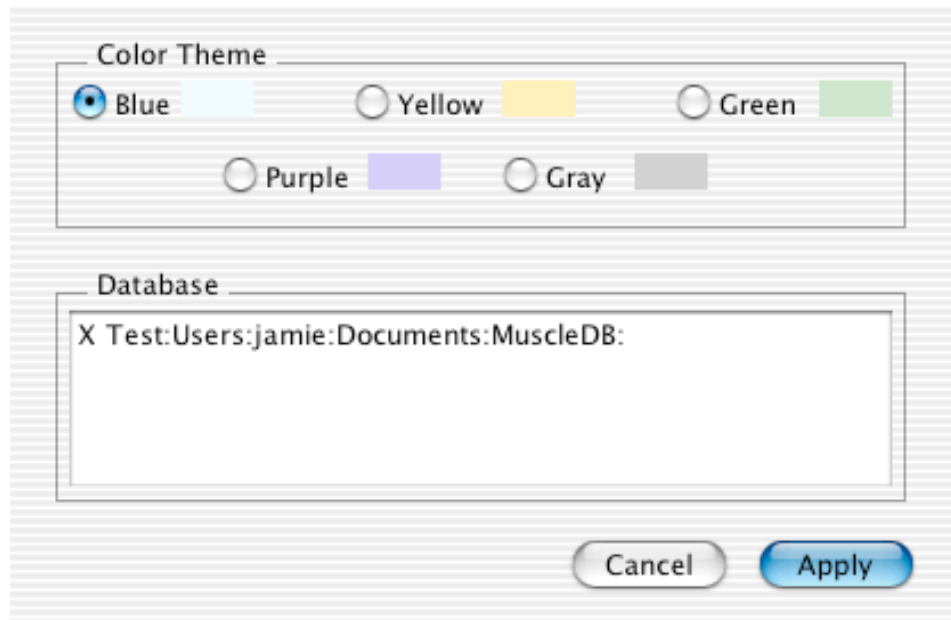 Color Theme
Blue Yellow Green
Purple Gray
Database
X Test:Users:jamie:Documents:MuscleDB:
Cancel Apply